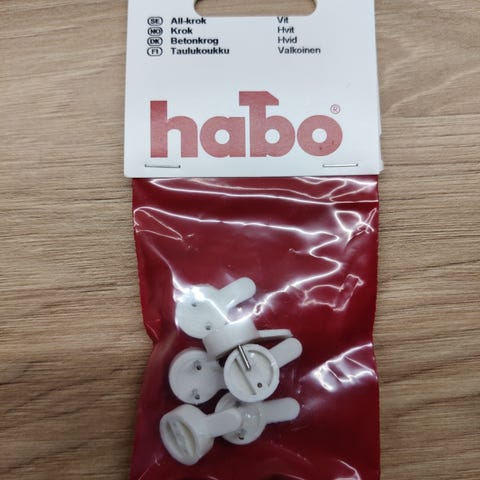 SE All-krok Vit
NO Krok Hvit
DK Betonkrog Hvid
FI Taulukoukku Valkoinen
habo®